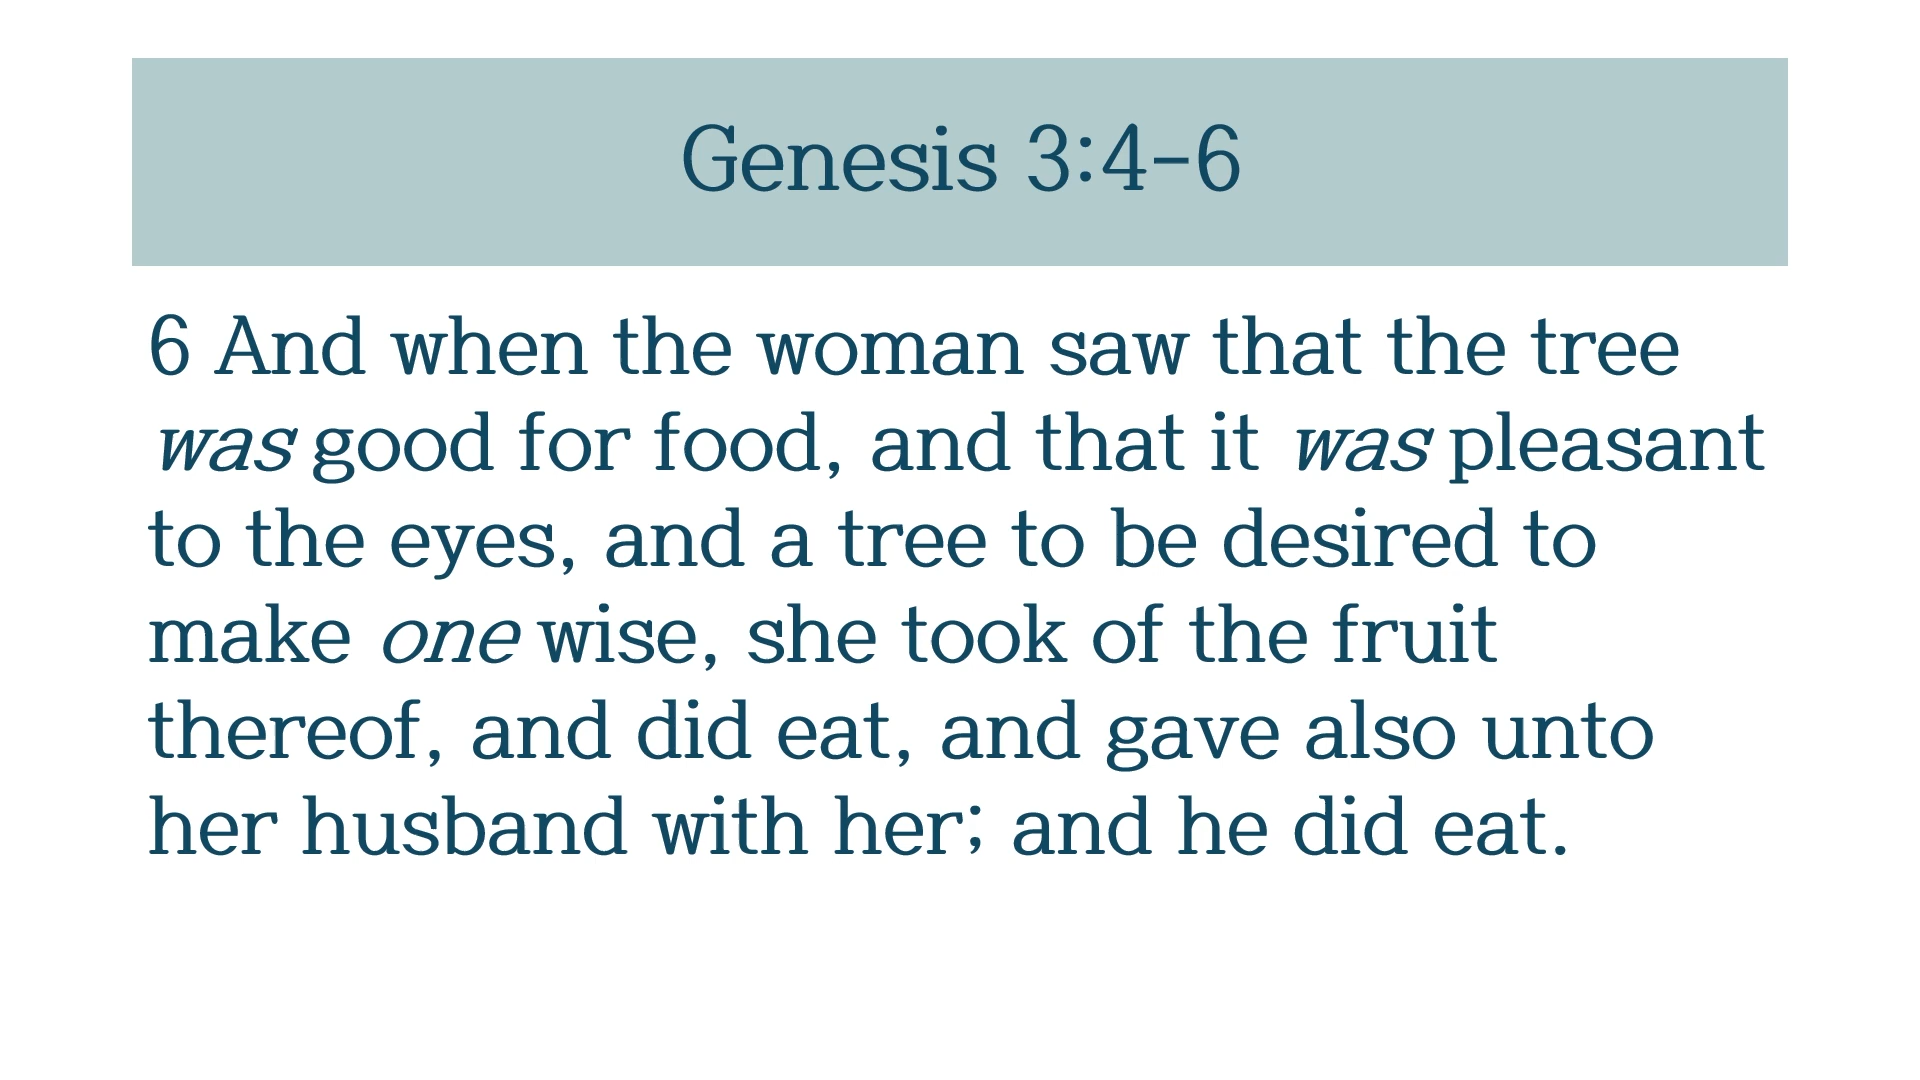 Genesis 3:4-6
6 And when the woman saw that the tree
was good for food, and that it was pleasant
to the eyes, and a tree to be desired to
make one wise, she took of the fruit
thereof, and did eat, and gave also unto
her husband with her; and he did eat.